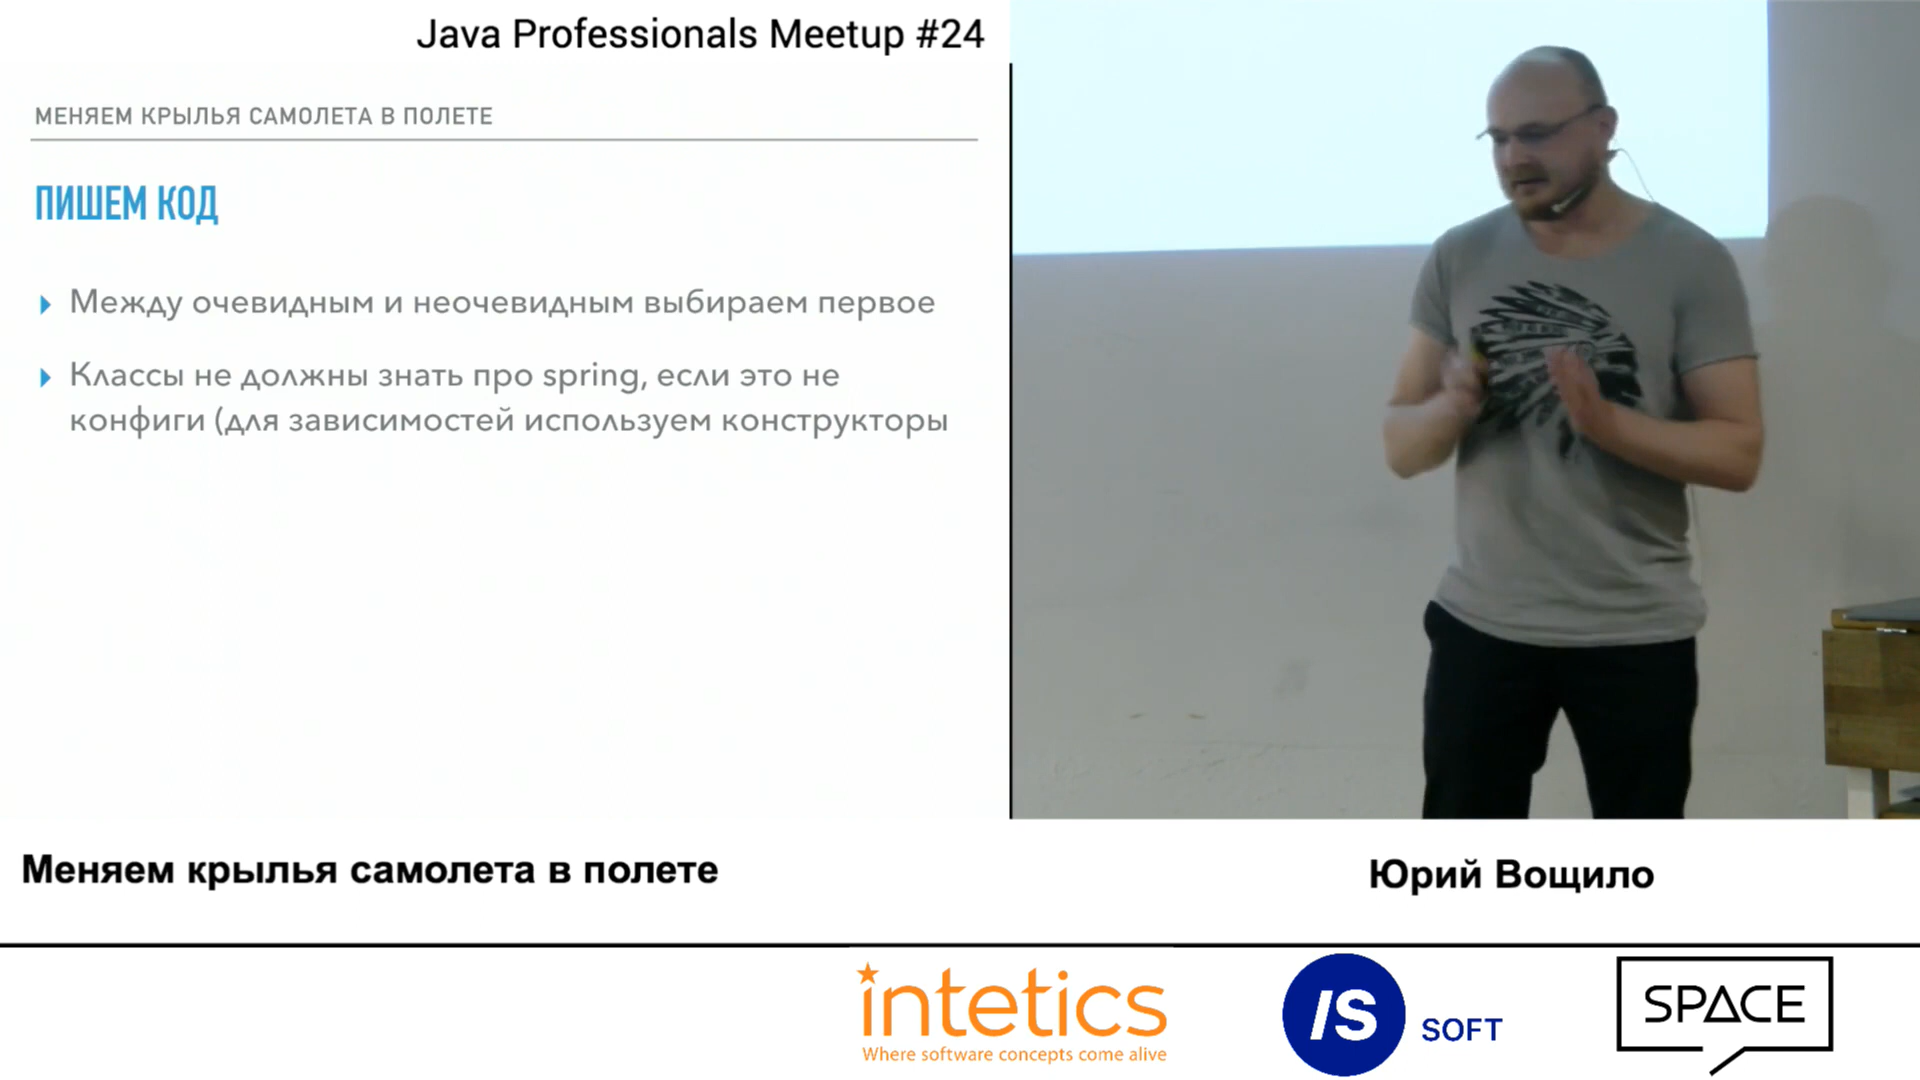 Java Professionals Meetup #24
МЕНЯЕМ КРЫЛЬЯ САМОЛЕТА В ПОЛЕТЕ
ПИШЕМ КОД
Между очевидным и неочевидным выбираем первое
Классы не должны знать про spring, если это не
конфиги (для зависимостей используем конструкторы
Меняем крылья самолета в полете
Юрий Вощило
intetics
Where software concepts come alive
/S SOFT
SPACE